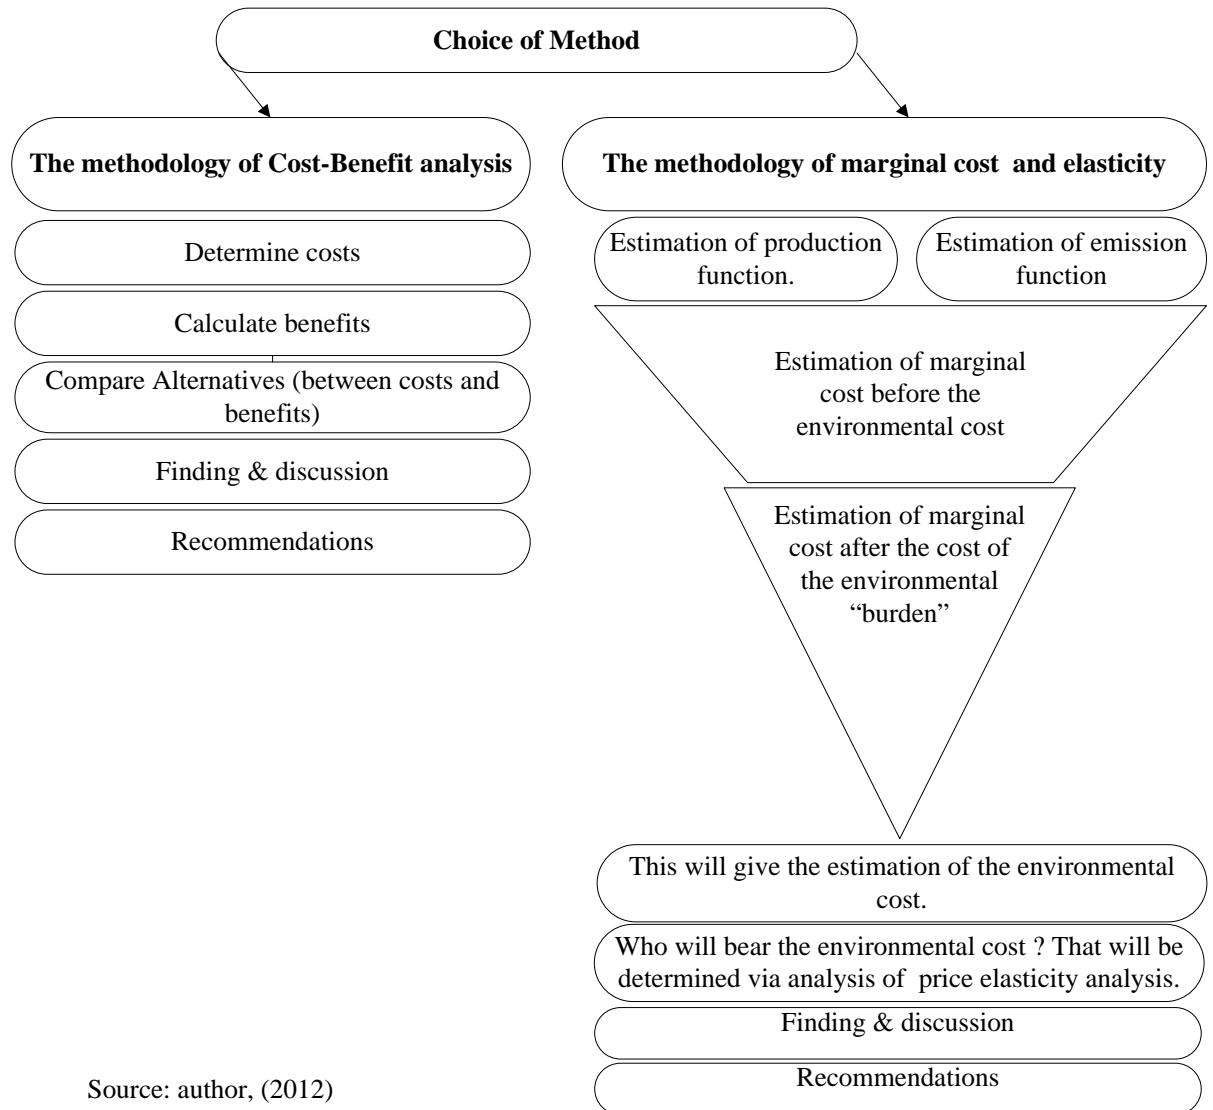 Choice of Method
The methodology of Cost-Benefit analysis
Determine costs
Calculate benefits
Compare Alternatives (between costs and
benefits)
Finding & discussion
Recommendations
The methodology of marginal cost and elasticity
Estimation of production
function.
Estimation of emission
function
Estimation of marginal
cost before the
environmental cost
Estimation of marginal
cost after the cost of
the environmental
“burden”
This will give the estimation of the environmental
cost.
Who will bear the environmental cost ? That will be
determined via analysis of price elasticity analysis.
Finding & discussion
Recommendations
Source: author, (2012)